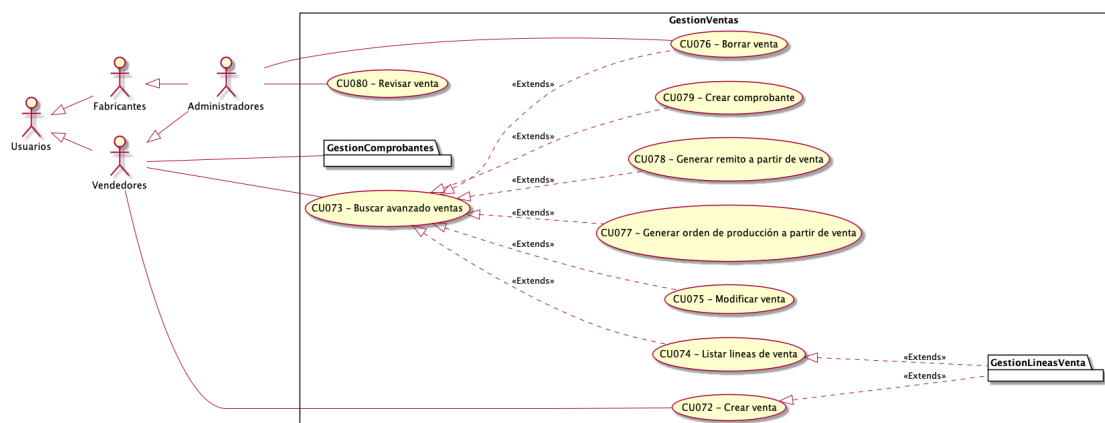 GestionVentas
CU076 – Borrar venta
Fabricantes
Administradores
CU080 – Revisar venta
«Extends»
CU079 – Crear comprobante
Usuarios
Vendedores
GestionComprobantes
«Extends»
CU078 – Generar remito a partir de venta
«Extends»
CU073 – Buscar avanzado ventas
«Extends»
CU077 – Generar orden de producción a partir de venta
«Extends»
CU075 – Modificar venta
«Extends»
CU074 – Listar lineas de venta
«Extends»
GestionLineasVenta
«Extends»
CU072 – Crear venta